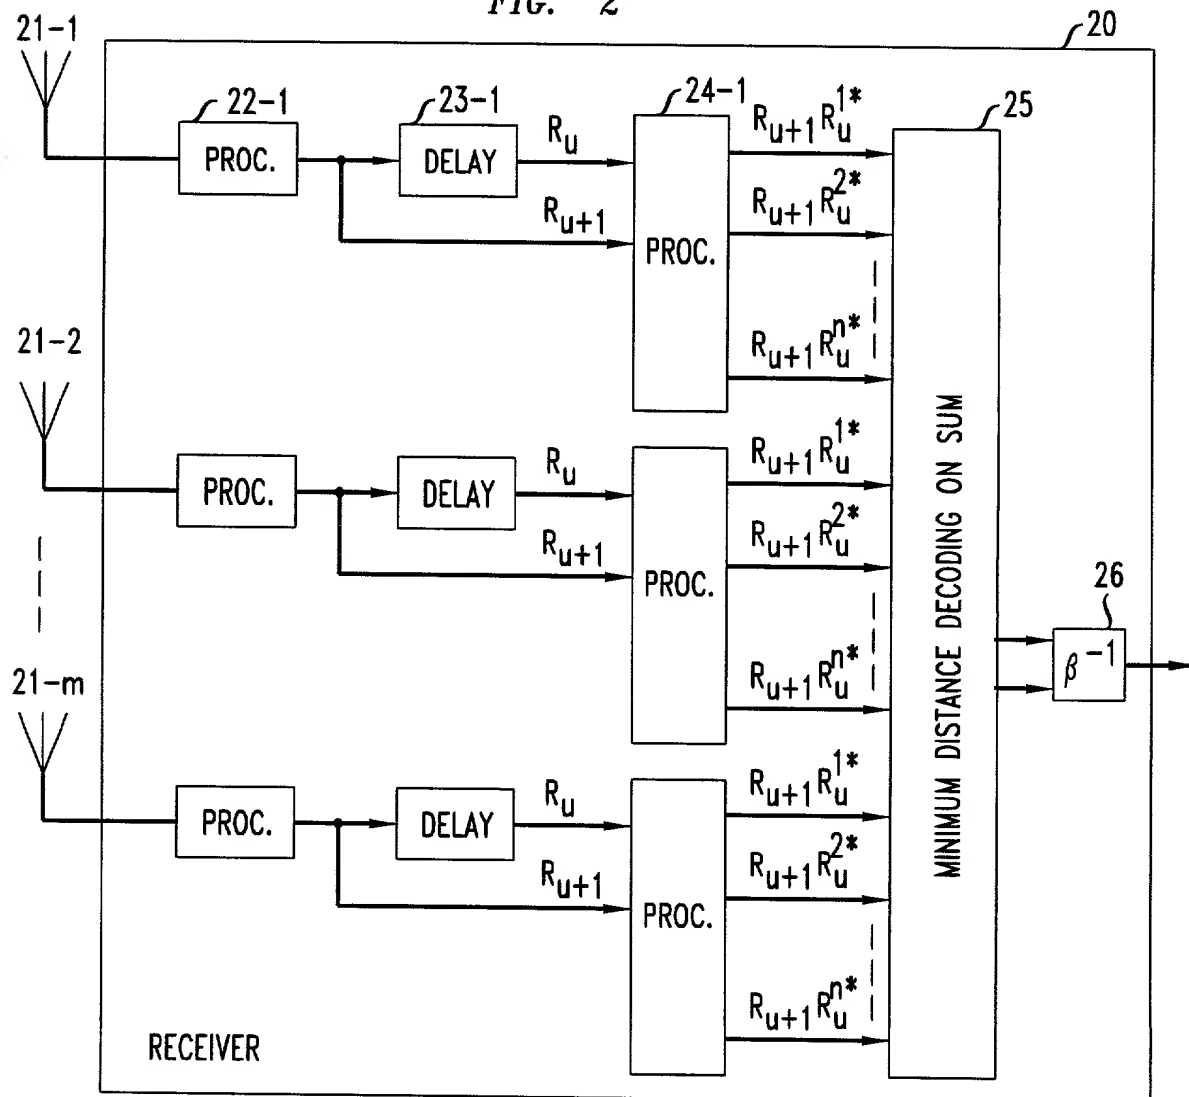 FIG. 2
20
21-1
22-1
23-1
24-1
25
PROC.
DELAY
R_u
R_{u+1}
PROC.
R_{u+1} R_u^{1*}
R_{u+1} R_u^{2*}
R_{u+1} R_u^{n*}
21-2
PROC.
DELAY
R_u
R_{u+1}
PROC.
R_{u+1} R_u^{1*}
R_{u+1} R_u^{2*}
R_{u+1} R_u^{n*}
21-m
PROC.
DELAY
R_u
R_{u+1}
PROC.
R_{u+1} R_u^{1*}
R_{u+1} R_u^{2*}
R_{u+1} R_u^{n*}
MINIMUM DISTANCE DECODING ON SUM
26
β^{-1}
RECEIVER